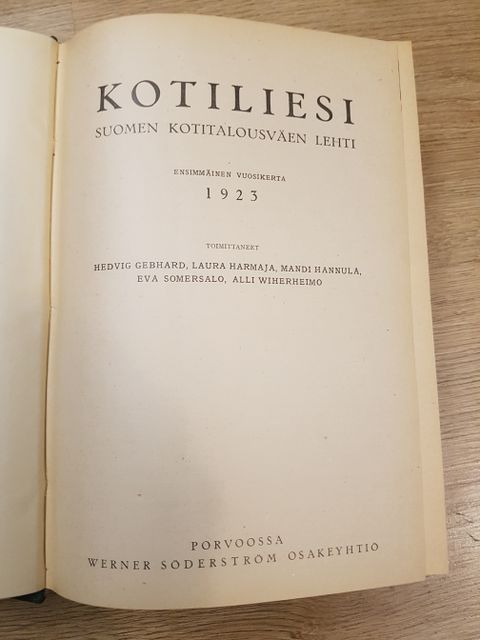 KOTILIESI
SUOMEN KOTITALOUSVÄEN LEHTI
ENSIMMÄINEN VUOSIKERTA
1923
TOIMITTANEET
HEDVIG GEBHARD, LAURA HARMAJA, MANDI HANNULA,
EVA SOMERSALO, ALLI WIHERHEIMO
PORVOOSSA
WERNER SÖDERSTRÖM OSAKEYHTIÖ